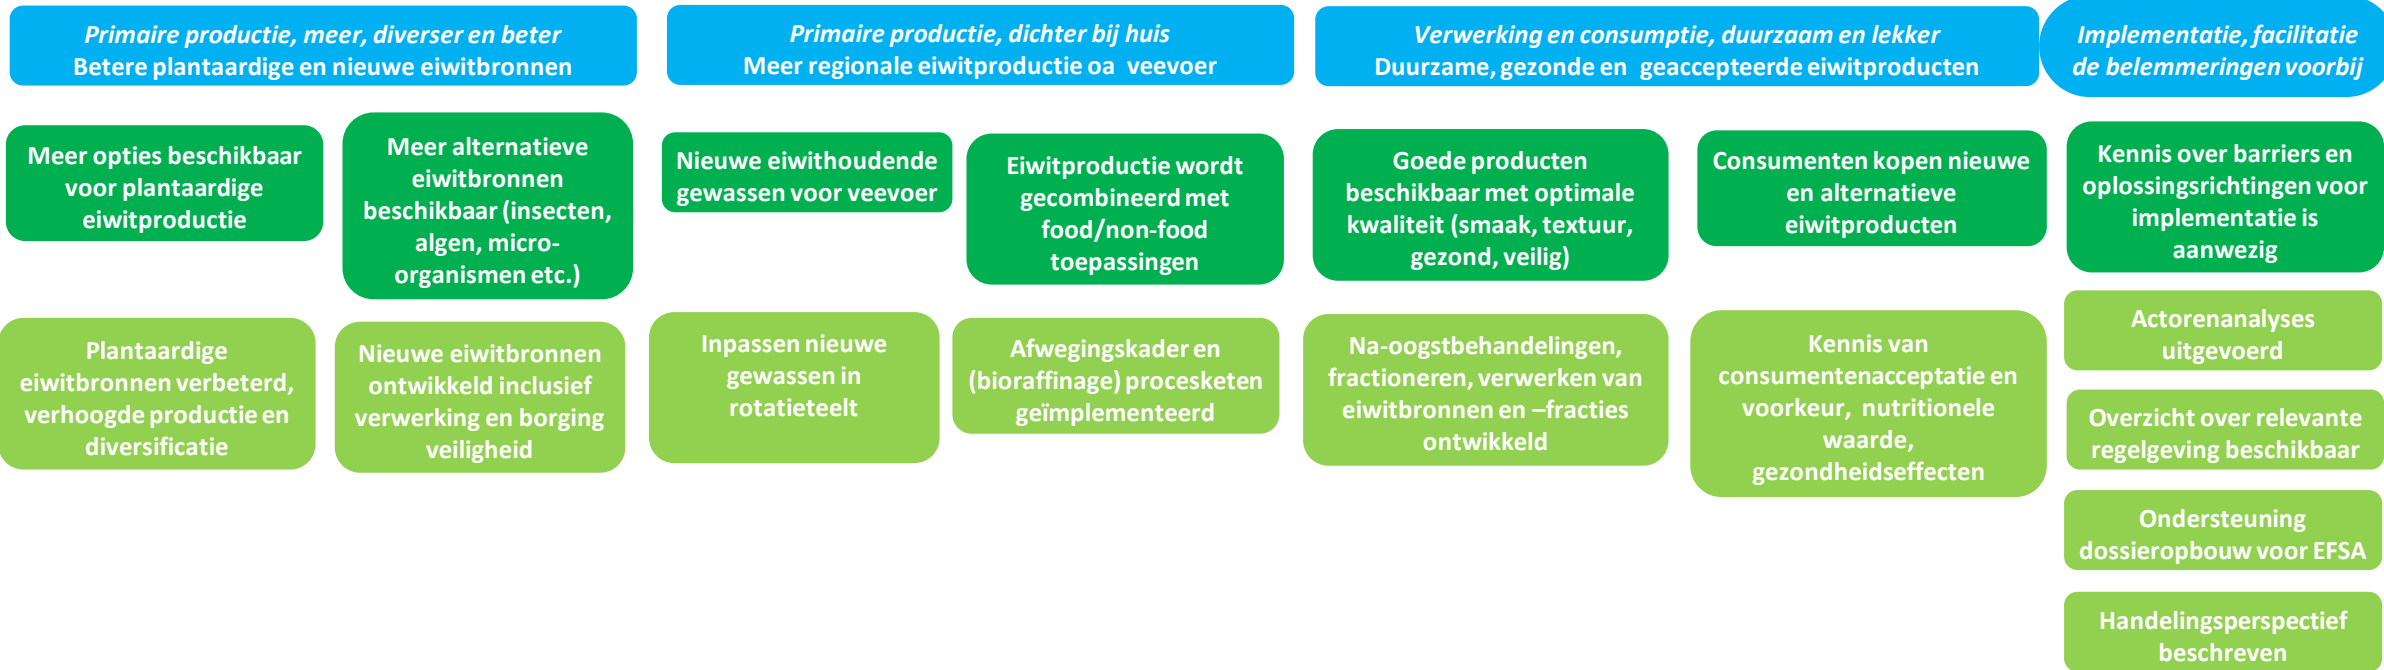 Primaire productie, meer, diverser en beter
Betere plantaardige en nieuwe eiwitbronnen
Primaire productie, dichter bij huis
Meer regionale eiwitproductie oa veevoer
Verwerking en consumptie, duurzaam en lekker
Duurzame, gezonde en geaccepteerde eiwitproducten
Implementatie, facilitatie
de belemmeringen voorbij
Meer opties beschikbaar
voor plantaardige
eiwitproductie
Meer alternatieve
eiwitbronnen
beschikbaar (insecten,
algen, micro-
organismen etc.)
Nieuwe eiwithoudende
gewassen voor veevoer
Eiwitproductie wordt
gecombineerd met
food/non-food
toepassingen
Goede producten
beschikbaar met optimale
kwaliteit (smaak, textuur,
gezond, veilig)
Consumenten kopen nieuwe
en alternatieve
eiwitproducten
Kennis over barriers en
oplossingsrichtingen voor
implementatie is
aanwezig
Plantaardige
eiwitbronnen verbeterd,
verhoogde productie en
diversificatie
Nieuwe eiwitbronnen
ontwikkeld inclusief
verwerking en borging
veiligheid
Inpassen nieuwe
gewassen in
rotatieteelt
Afwegingskader en
(bioraffinage) procesketen
geïmplementeerd
Na-oogstbehandelingen,
fractioneren, verwerken van
eiwitbronnen en –fracties
ontwikkeld
Kennis van
consumentenacceptatie en
voorkeur, nutritionele
waarde,
gezondheidseffecten
Actorenanalyses
uitgevoerd
Overzicht over relevante
regelgeving beschikbaar
Ondersteuning
dossieropbouw voor EFSA
Handelingsperspectief
beschreven